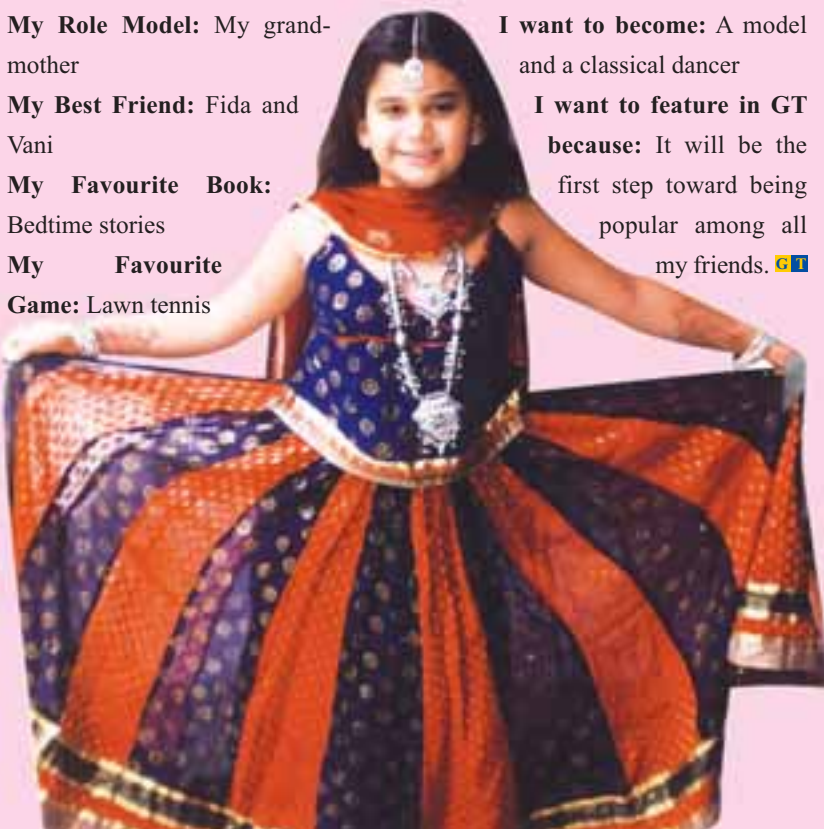 My Role Model: My grand-
mother
My Best Friend: Fida and
Vani
My Favourite Book:
Bedtime stories
My Favourite
Game: Lawn tennis
I want to become: A model
and a classical dancer
I want to feature in GT
because: It will be the
first step toward being
popular among all
my friends. GT